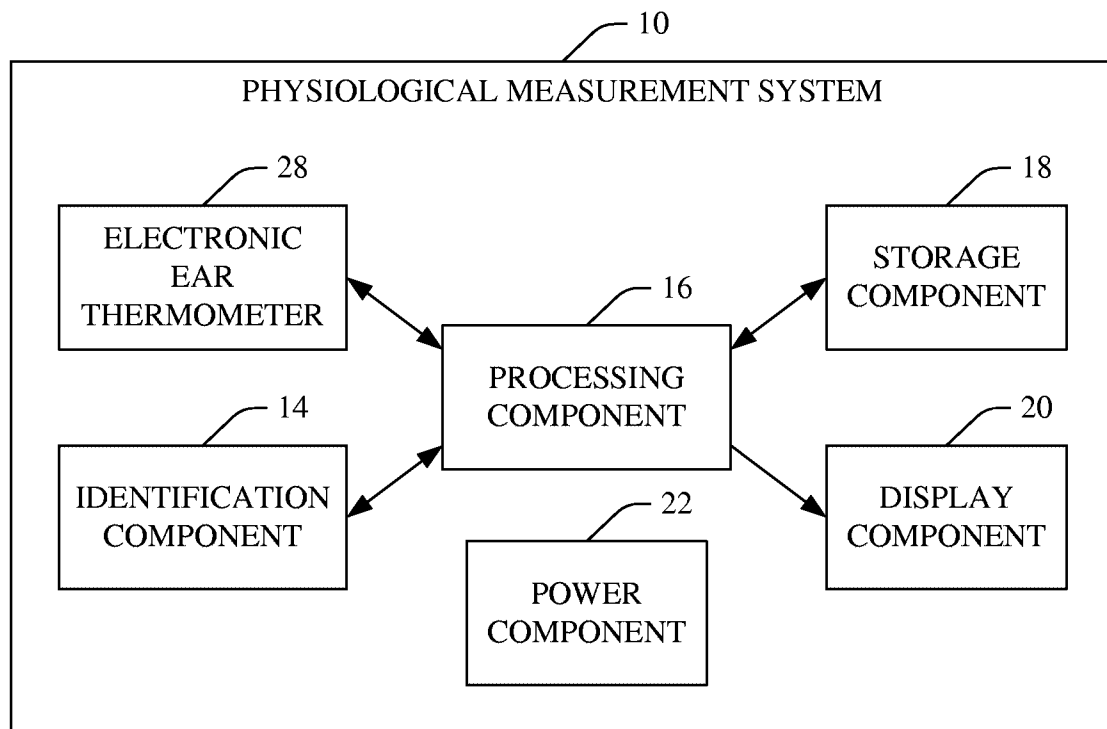 10
PHYSIOLOGICAL MEASUREMENT SYSTEM
28
ELECTRONIC
EAR
THERMOMETER
18
STORAGE
COMPONENT
16
PROCESSING
COMPONENT
14
IDENTIFICATION
COMPONENT
20
DISPLAY
COMPONENT
22
POWER
COMPONENT